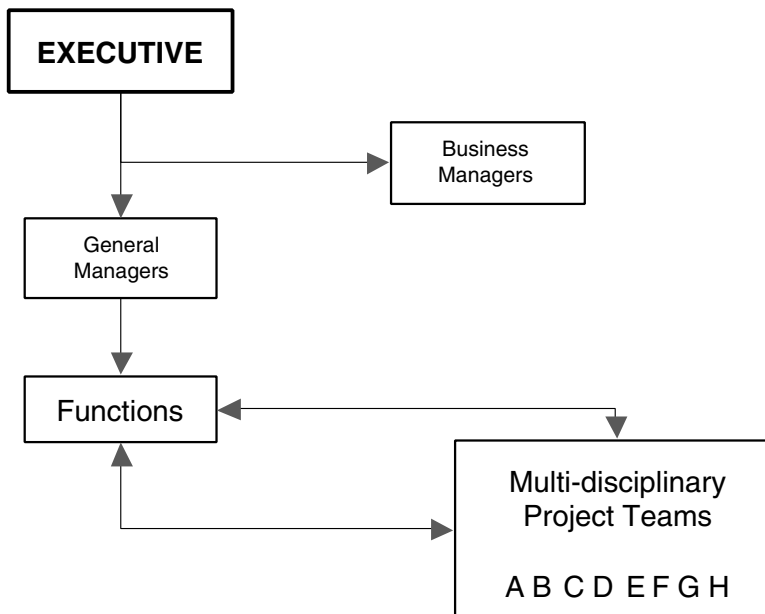 EXECUTIVE
Business
Managers
General
Managers
Functions
Multi-disciplinary
Project Teams
A B C D E F G H